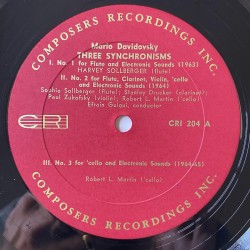 COMPOSERS RECORDINGS INC.
Mario Davidovsky
THREE SYNCHRONISMS
I. No. 1 for Flute and Electronic Sounds (1963)
HARVEY SOLLBERGER (flute)
II. No. 2 for Flute, Clarinet, Violin, 'cello
and Electronic Sounds (1964)
Sophie Sollberger (flute); Stanley Drucker (clarinet);
Paul Zukofsky (violin); Robert L. Martin ('cello);
Efrain Guigui, conductor
CRI
CRI 204 A
III. No. 3 for 'cello and Electronic Sounds (1964-65)
Robert L. Martin ('cello)
COMPOSERS RECORDINGS INC.